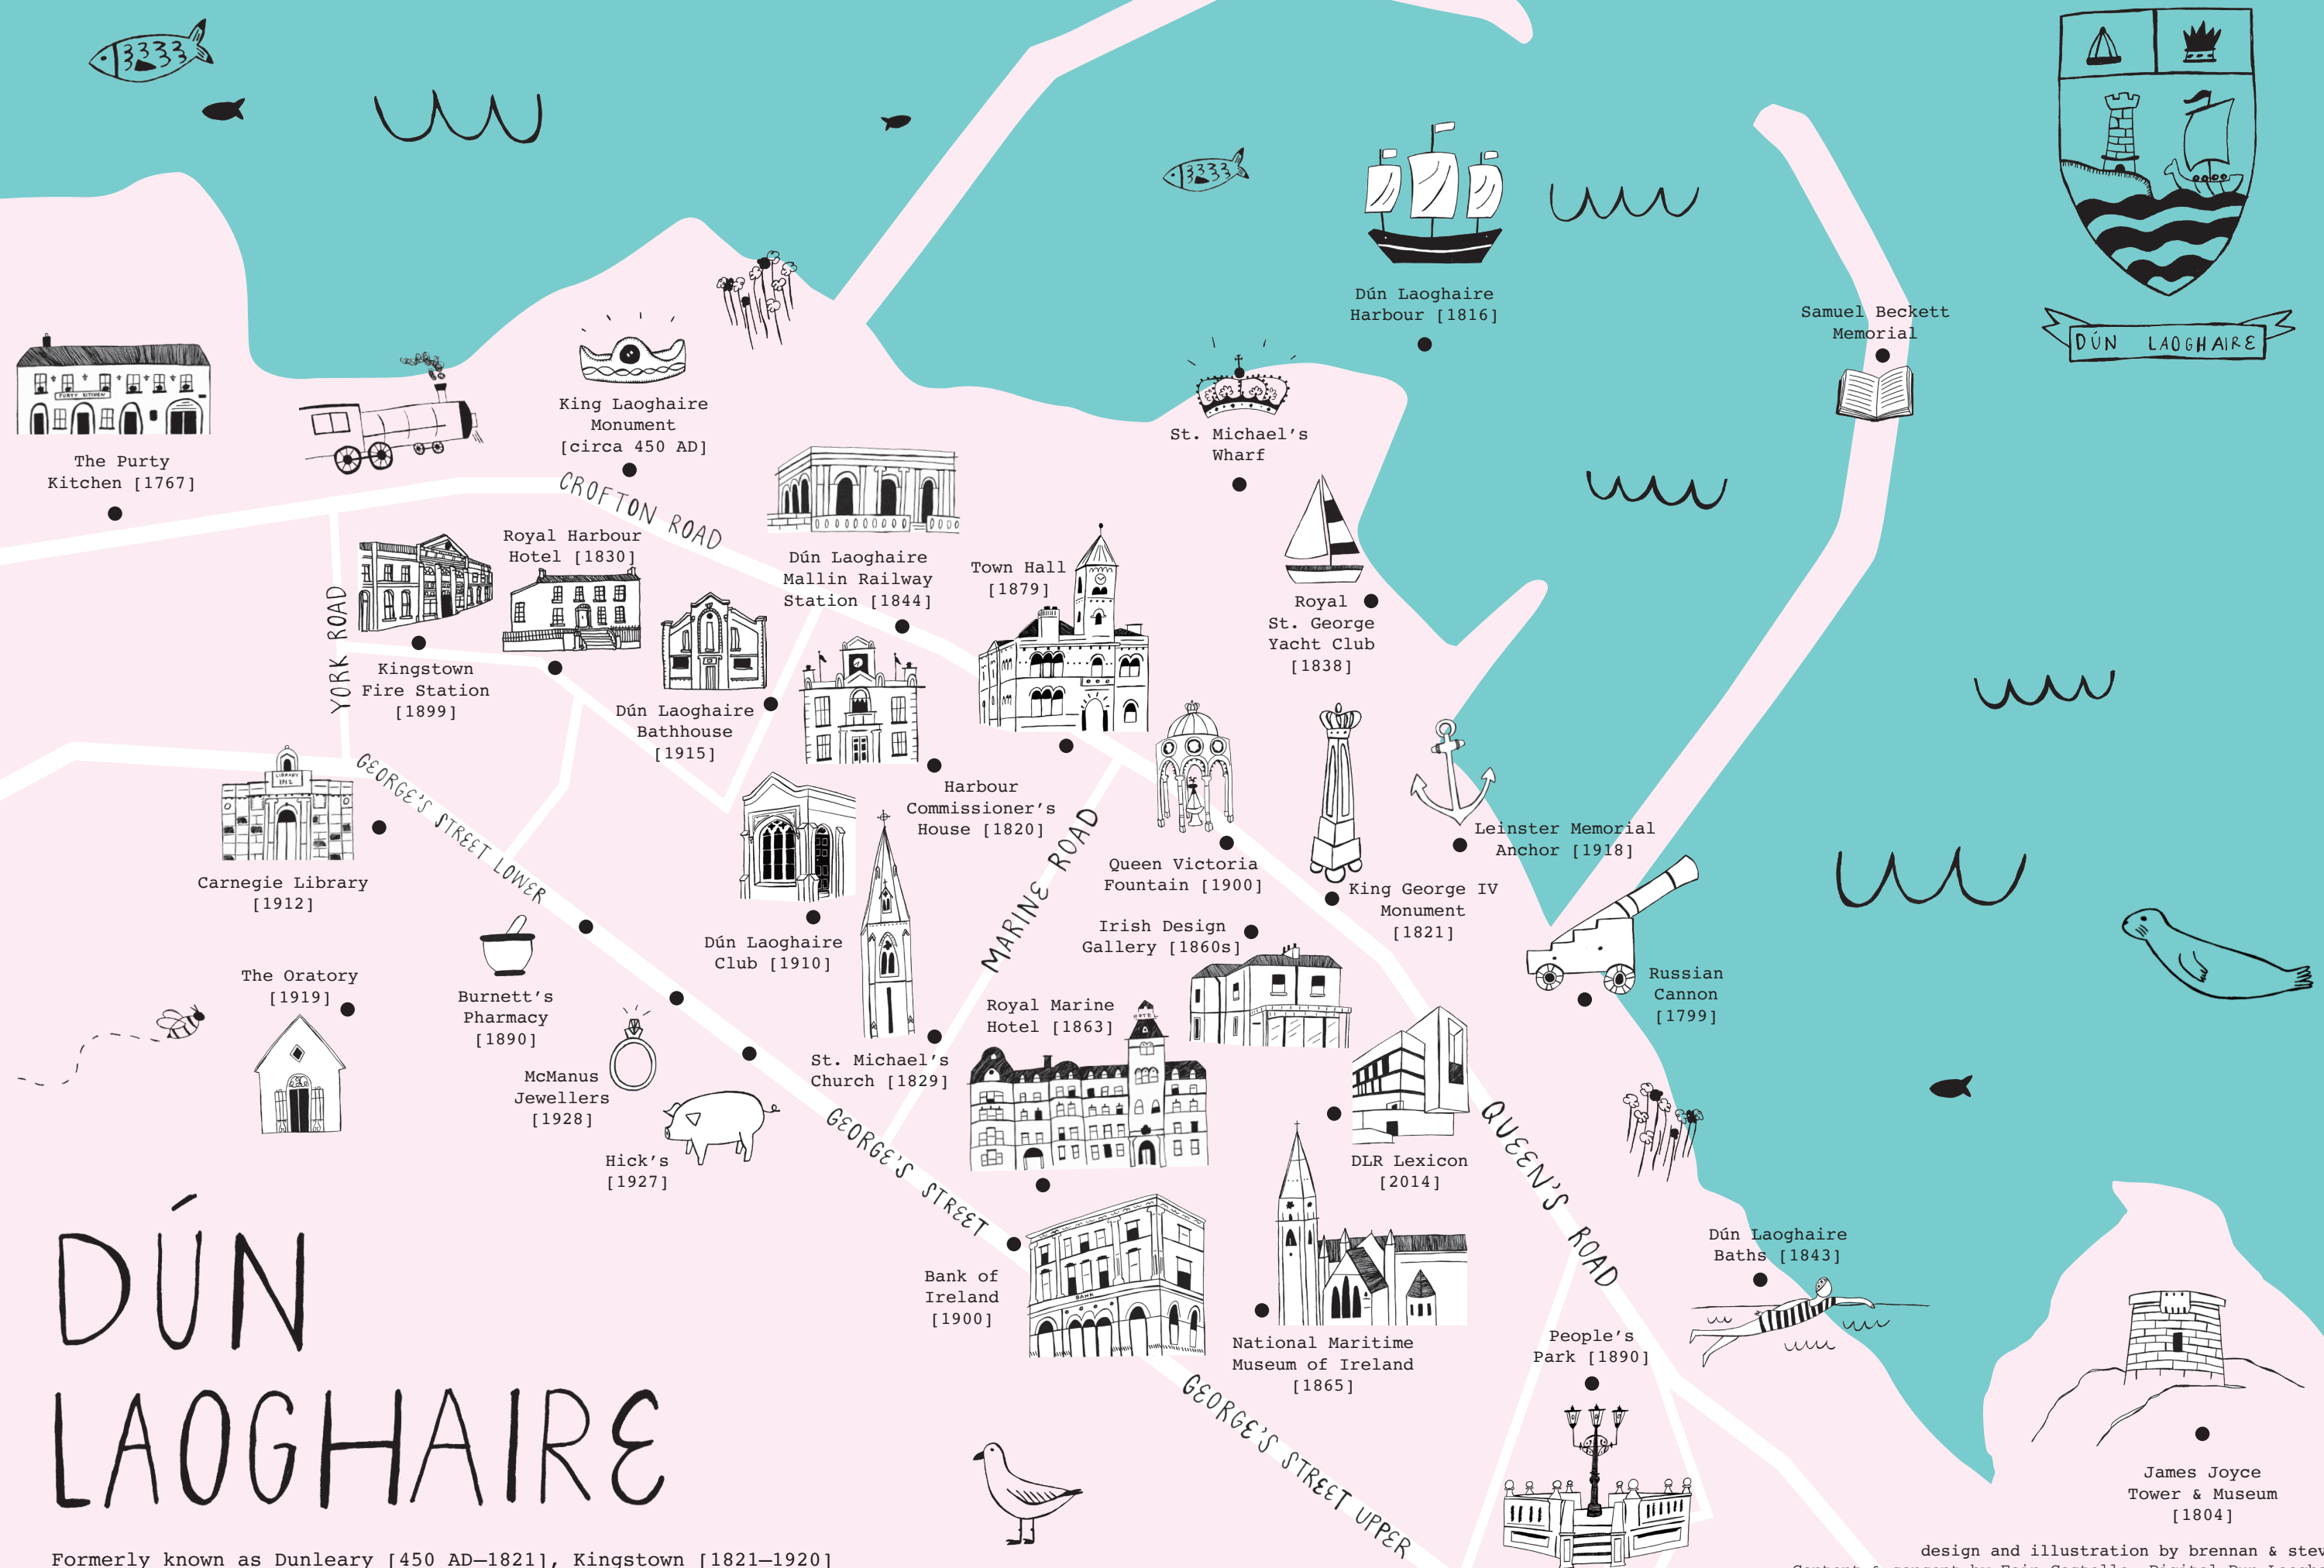 DÚN LAOGHAIRE
Dún Laoghaire
Harbour [1816]
Samuel Beckett
Memorial
PURTY KITCHEN
The Purty
Kitchen [1767]
King Laoghaire
Monument
[circa 450 AD]
St. Michael's
Wharf
CROFTON ROAD
Royal Harbour
Hotel [1830]
Dún Laoghaire
Mallin Railway
Station [1844]
Town Hall
[1879]
Royal
St. George
Yacht Club
[1838]
YORK ROAD
Kingstown
Fire Station
[1899]
Dún Laoghaire
Bathhouse
[1915]
Harbour
Commissioner's
House [1820]
LIBRARY
1912
GEORGE'S STREET LOWER
Carnegie Library
[1912]
MARINE ROAD
Queen Victoria
Fountain [1900]
Leinster Memorial
Anchor [1918]
King George IV
Monument
[1821]
Irish Design
Gallery [1860s]
Dún Laoghaire
Club [1910]
The Oratory
[1919]
Burnett's
Pharmacy
[1890]
Russian
Cannon
[1799]
Royal Marine
Hotel [1863]
HOTEL
St. Michael's
Church [1829]
McManus
Jewellers
[1928]
Hick's
[1927]
GEORGE'S STREET
DLR Lexicon
[2014]
QUEEN'S ROAD
Dún Laoghaire
Baths [1843]
Bank of
Ireland
[1900]
BANK
National Maritime
Museum of Ireland
[1865]
People's
Park [1890]
GEORGE'S STREET UPPER
James Joyce
Tower & Museum
[1804]
DÚN
LAOGHAIRE
Formerly known as Dunleary [450 AD—1821], Kingstown [1821—1920]
design and illustration by brennan &